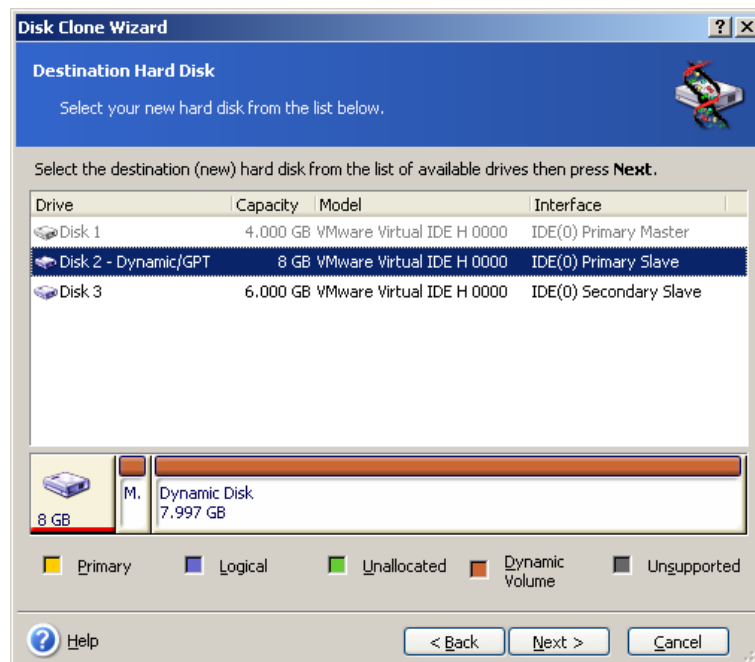 Disk Clone Wizard
Destination Hard Disk
Select your new hard disk from the list below.
Select the destination (new) hard disk from the list of available drives then press Next.
Drive Capacity Model Interface
Disk 1 4.000 GB VMware Virtual IDE H 0000 IDE(0) Primary Master
Disk 2 - Dynamic/GPT 8 GB VMware Virtual IDE H 0000 IDE(0) Primary Slave
Disk 3 6.000 GB VMware Virtual IDE H 0000 IDE(0) Secondary Slave
8 GB
M.
Dynamic Disk
7.997 GB
Primary Logical Unallocated Dynamic Volume Unsupported
Help < Back Next > Cancel